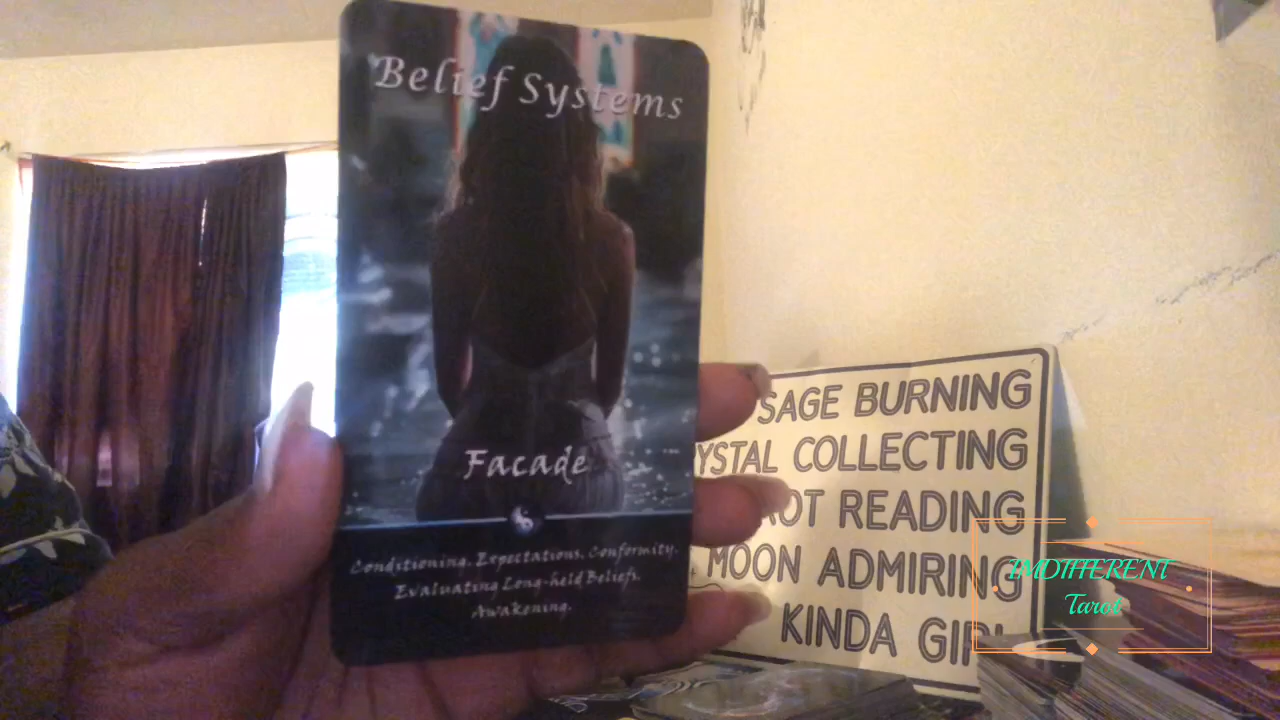 Belief Systems
Facade
Conditioning. Expectations. Conformity.
Evaluating Long-held Beliefs.
Awakening.
SAGE BURNING
YSTAL COLLECTING
OT READING
MOON ADMIRING
KINDA GIRL
IMDIFFERENT
Tarot